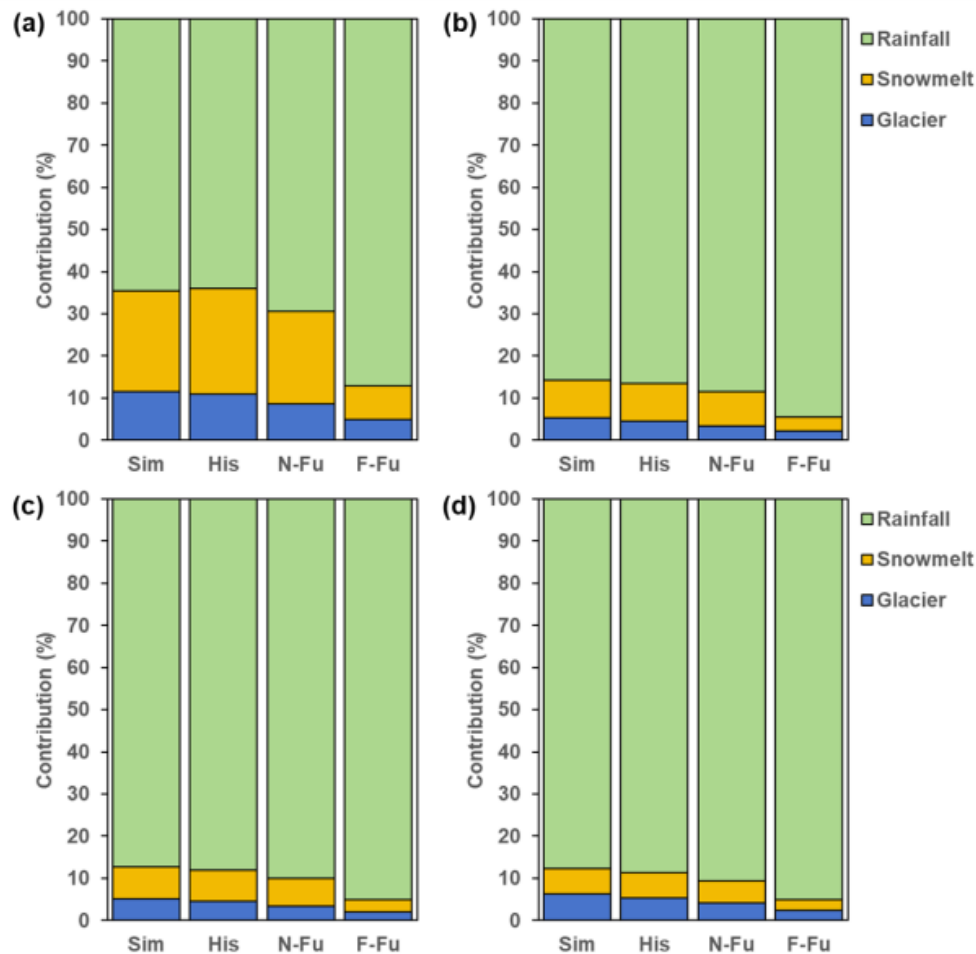 (a)
100
90
80
70
60
50
40
30
20
10
0
Contribution (%)
Sim His N-Fu F-Fu
(b)
100
90
80
70
60
50
40
30
20
10
0
Contribution (%)
Sim His N-Fu F-Fu
Rainfall
Snowmelt
Glacier
(c)
100
90
80
70
60
50
40
30
20
10
0
Contribution (%)
Sim His N-Fu F-Fu
(d)
100
90
80
70
60
50
40
30
20
10
0
Contribution (%)
Sim His N-Fu F-Fu
Rainfall
Snowmelt
Glacier